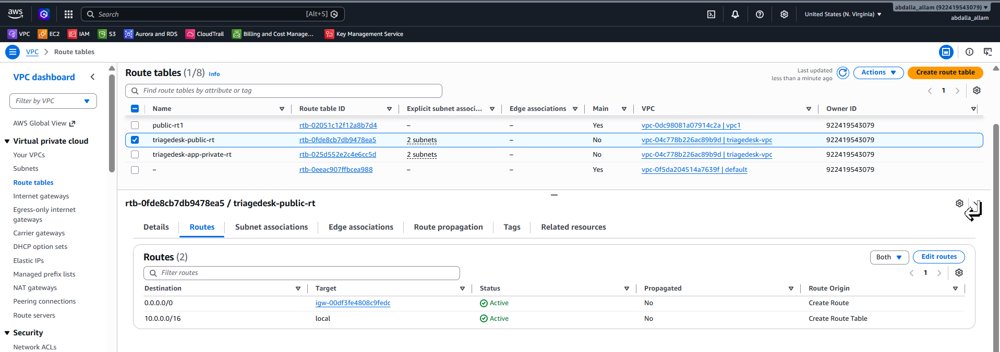 aws
Search [Alt+S]
United States (N. Virginia)
abdalla_allam (922419543079)
abdalla_allam
VPC EC2 IAM S3 Aurora and RDS CloudTrail Billing and Cost Manage... Key Management Service
VPC Route tables
VPC dashboard
Filter by VPC
AWS Global View
Virtual private cloud
Your VPCs
Subnets
Route tables
Internet gateways
Egress-only internet
gateways
Carrier gateways
DHCP option sets
Elastic IPs
Managed prefix lists
NAT gateways
Peering connections
Route servers
Security
Network ACLs
Route tables (1/8) Info
Last updated
less than a minute ago
Actions
Create route table
Find route tables by attribute or tag
1
Name Route table ID Explicit subnet associ... Edge associations Main VPC Owner ID
public-rt1 rtb-02051c12f12a8b7d4 – – Yes vpc-0dc98081a07914c2a | vpc1 922419543079
triagedesk-public-rt rtb-0fde8cb7db9478ea5 2 subnets – No vpc-04c778b226ac89b9d | triagedesk-vpc 922419543079
triagedesk-app-private-rt rtb-025d552e2c4e6cc5d 2 subnets – No vpc-04c778b226ac89b9d | triagedesk-vpc 922419543079
– rtb-0eeac907ffbcea988 – – Yes vpc-0f5da204514a7639f | default 922419543079
rtb-0fde8cb7db9478ea5 / triagedesk-public-rt
Details Routes Subnet associations Edge associations Route propagation Tags Related resources
Routes (2)
Both
Edit routes
Filter routes
1
Destination Target Status Propagated Route Origin
0.0.0.0/0 igw-00df3fe4808c9fedc Active No Create Route
10.0.0.0/16 local Active No Create Route Table